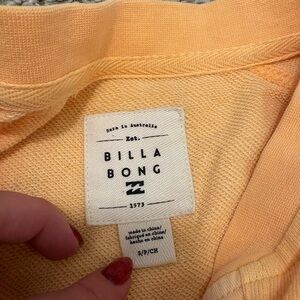 Born in Australia
Est.
BILLA
BONG
1973
made in china/
fabriqué en chine/
hecho en china
S/P/CH